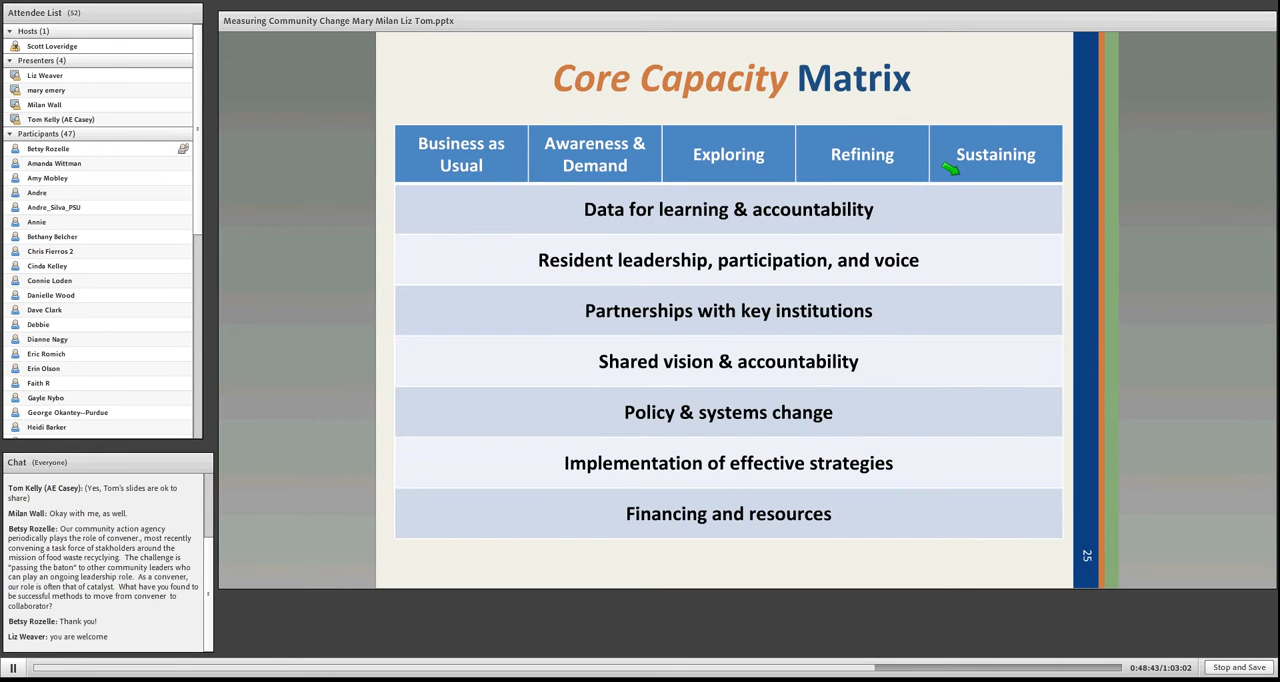 Attendee List (52)
Hosts (1)
Scott Loveridge
Presenters (4)
Liz Weaver
mary emery
Milan Wall
Tom Kelly (AE Casey)
Participants (47)
Betsy Rozelle
Amanda Wittman
Amy Mobley
Andre
Andre_Silva_PSU
Annie
Bethany Belcher
Chris Fierros 2
Cinda Kelley
Connie Loden
Danielle Wood
Dave Clark
Debbie
Dianne Nagy
Eric Romich
Erin Olson
Faith R
Gayle Nybo
George Okantey--Purdue
Heidi Barker
Chat (Everyone)
Tom Kelly (AE Casey): (Yes, Tom's slides are ok to
share)
Milan Wall: Okay with me, as well.
Betsy Rozelle: Our community action agency
periodically plays the role of convener., most recently
convening a task force of stakholders around the
mission of food waste recyclying. The challenge is
"passing the baton" to other community leaders who
can play an ongoing leadership role. As a convener,
our role is often that of catalyst. What have you found to
be successful methods to move from convener to
collaborator?
Betsy Rozelle: Thank you!
Liz Weaver: you are welcome
Measuring Community Change Mary Milan Liz Tom.pptx
Core Capacity Matrix
Business as
Usual
Awareness &
Demand
Exploring
Refining
Sustaining
Data for learning & accountability
Resident leadership, participation, and voice
Partnerships with key institutions
Shared vision & accountability
Policy & systems change
Implementation of effective strategies
Financing and resources
25
0:48:43/1:03:02
Stop and Save